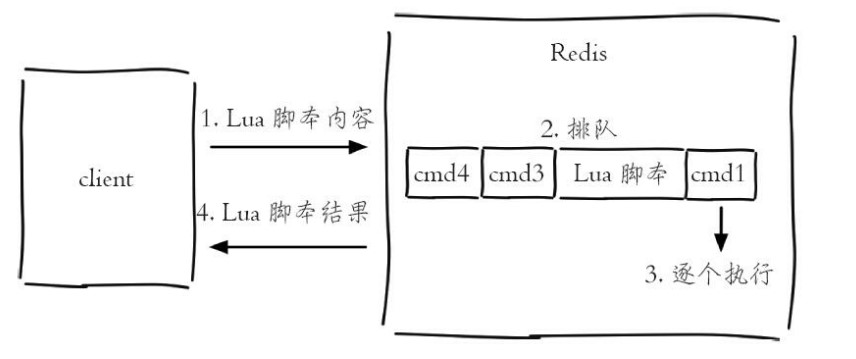 Redis
1. Lua 脚本内容
2. 排队
client
cmd4 cmd3 Lua 脚本 cmd1
4. Lua 脚本结果
3. 逐个执行